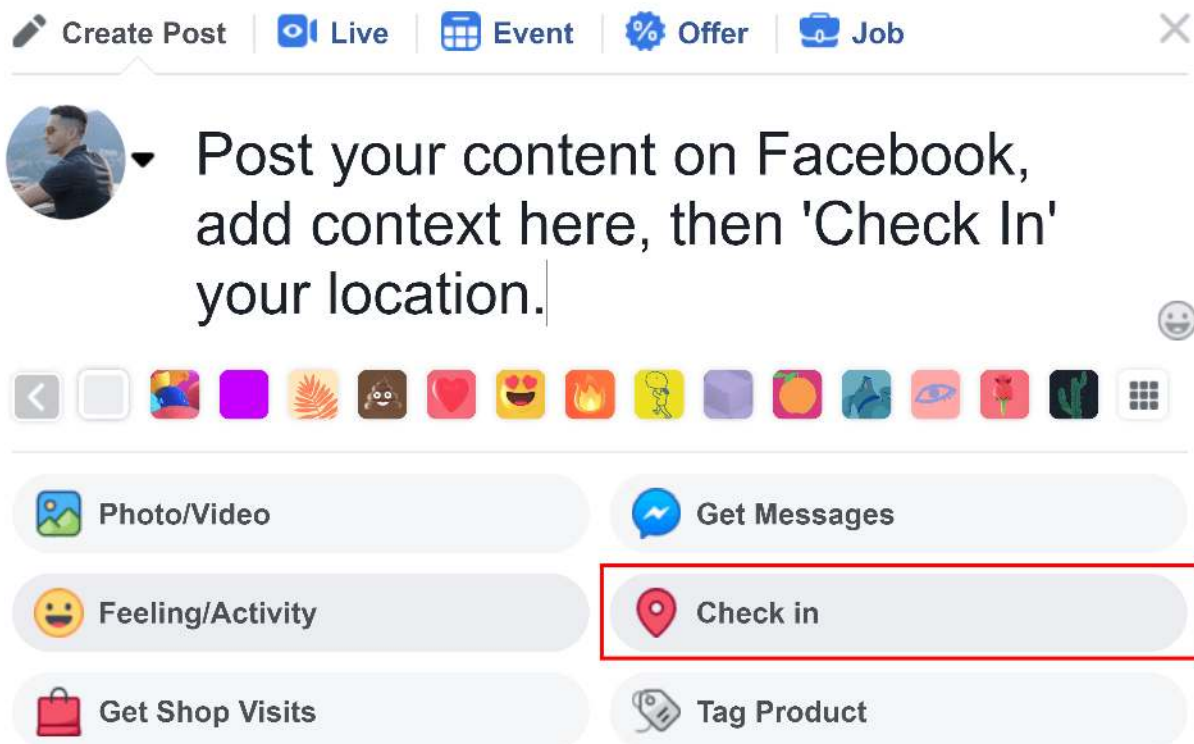 Create Post Live Event % Offer Job
Post your content on Facebook,
add context here, then 'Check In'
your location.
Photo/Video Get Messages
Feeling/Activity Check in
Get Shop Visits Tag Product